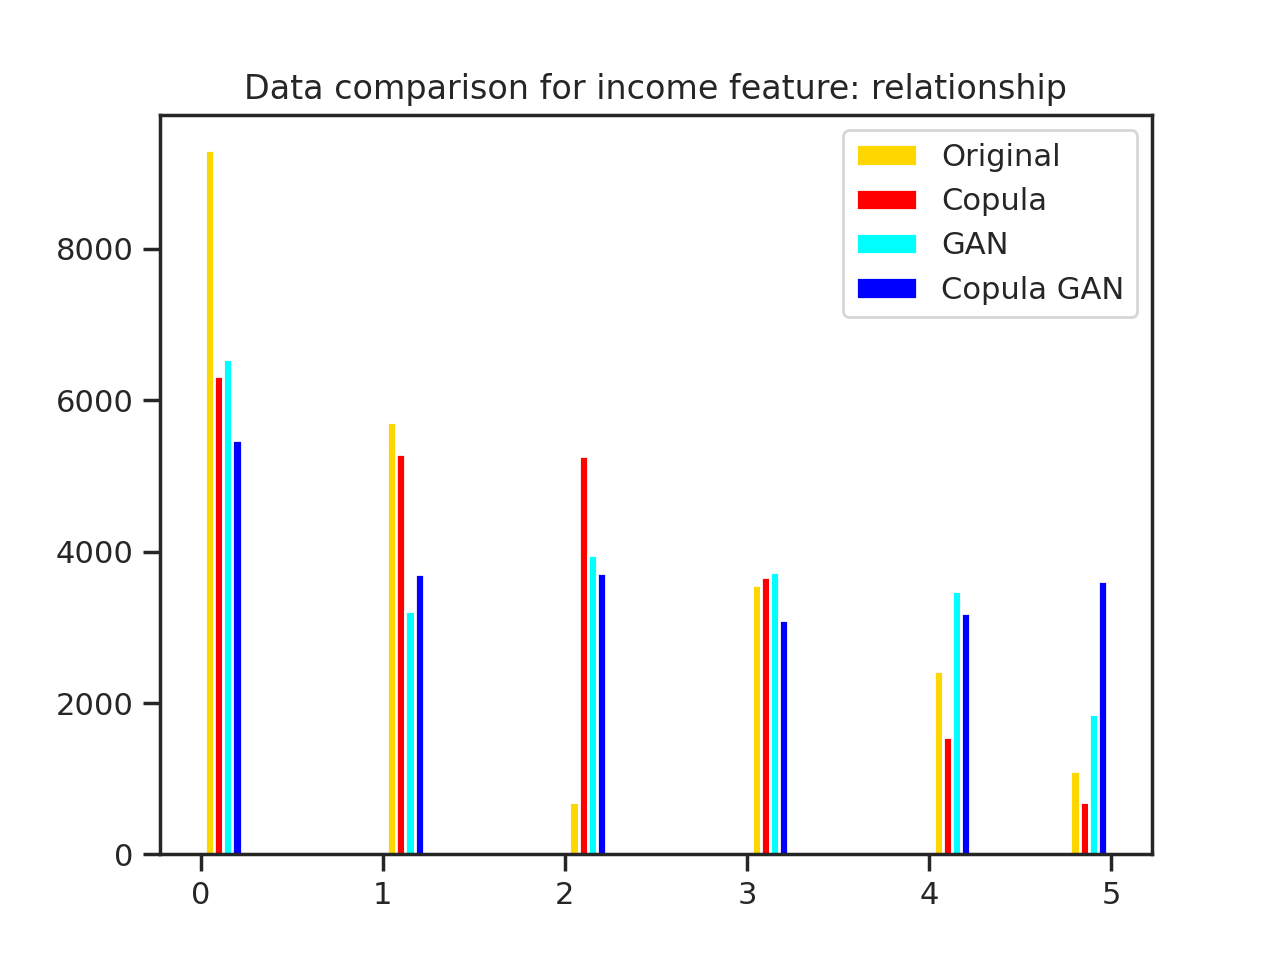 Data comparison for income feature: relationship
Original
Copula
GAN
Copula GAN
8000
6000
4000
2000
0
0 1 2 3 4 5